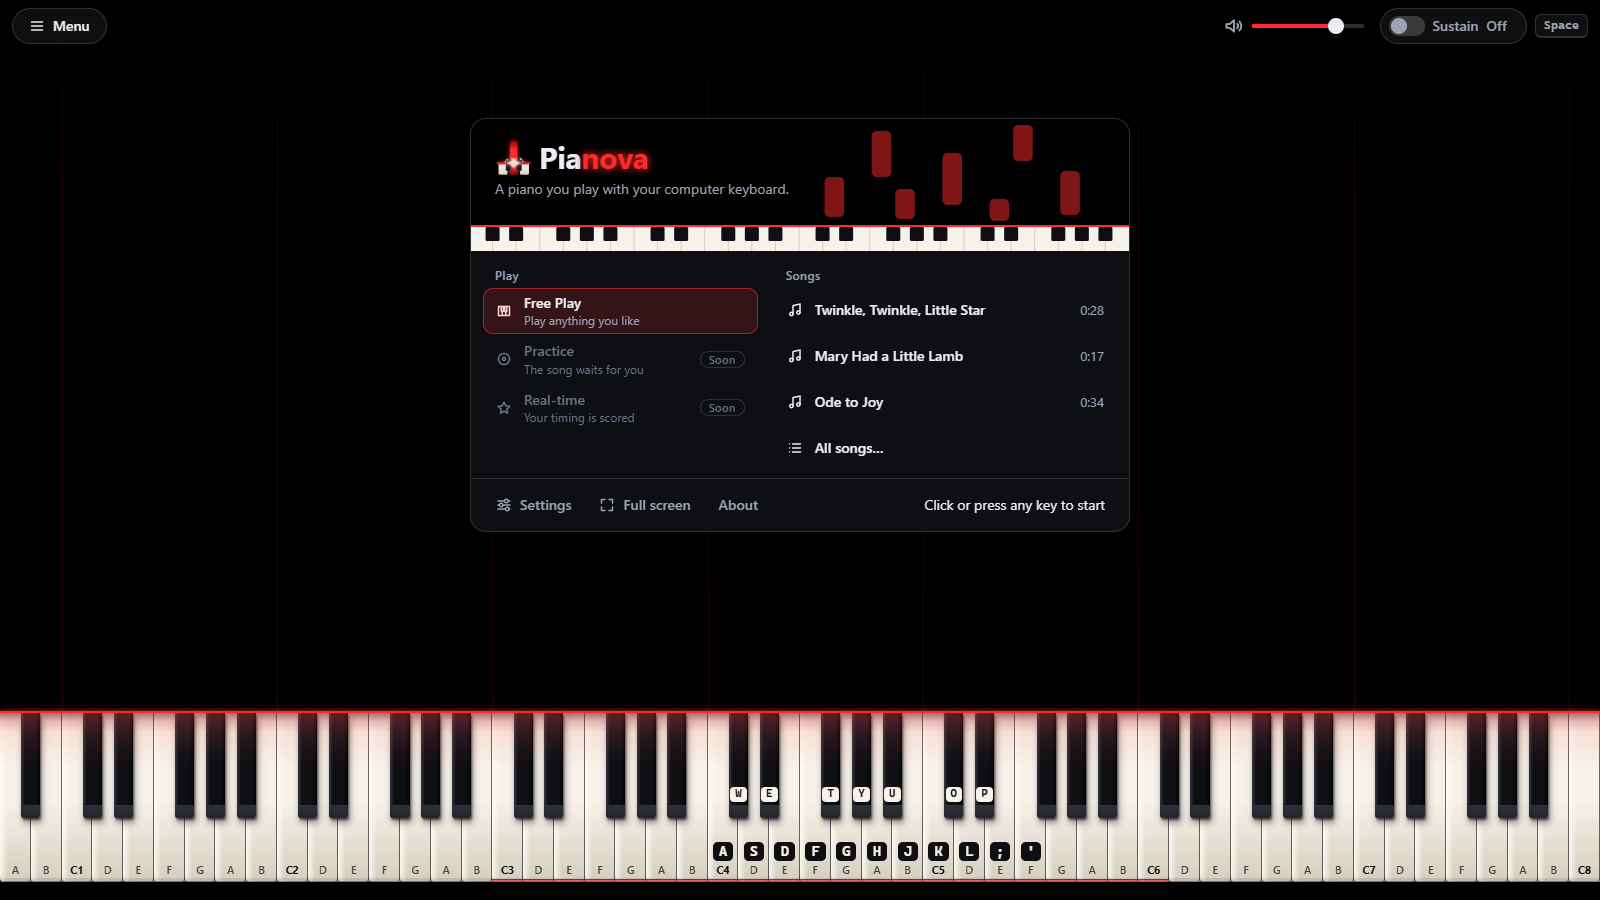 Menu
Sustain Off
Space
Pianova
A piano you play with your computer keyboard.
Play
Free Play
Play anything you like
Practice
The song waits for you
Soon
Real-time
Your timing is scored
Soon
Songs
Twinkle, Twinkle, Little Star 0:28
Mary Had a Little Lamb 0:17
Ode to Joy 0:34
All songs...
Settings
Full screen
About
Click or press any key to start
W E T Y U O P
A S D F G H J K L ; '
A B C1 D E F G A B C2 D E F G A B C3 D E F G A B C4 D E F G A B C5 D E F G A B C6 D E F G A B C7 D E F G A B C8